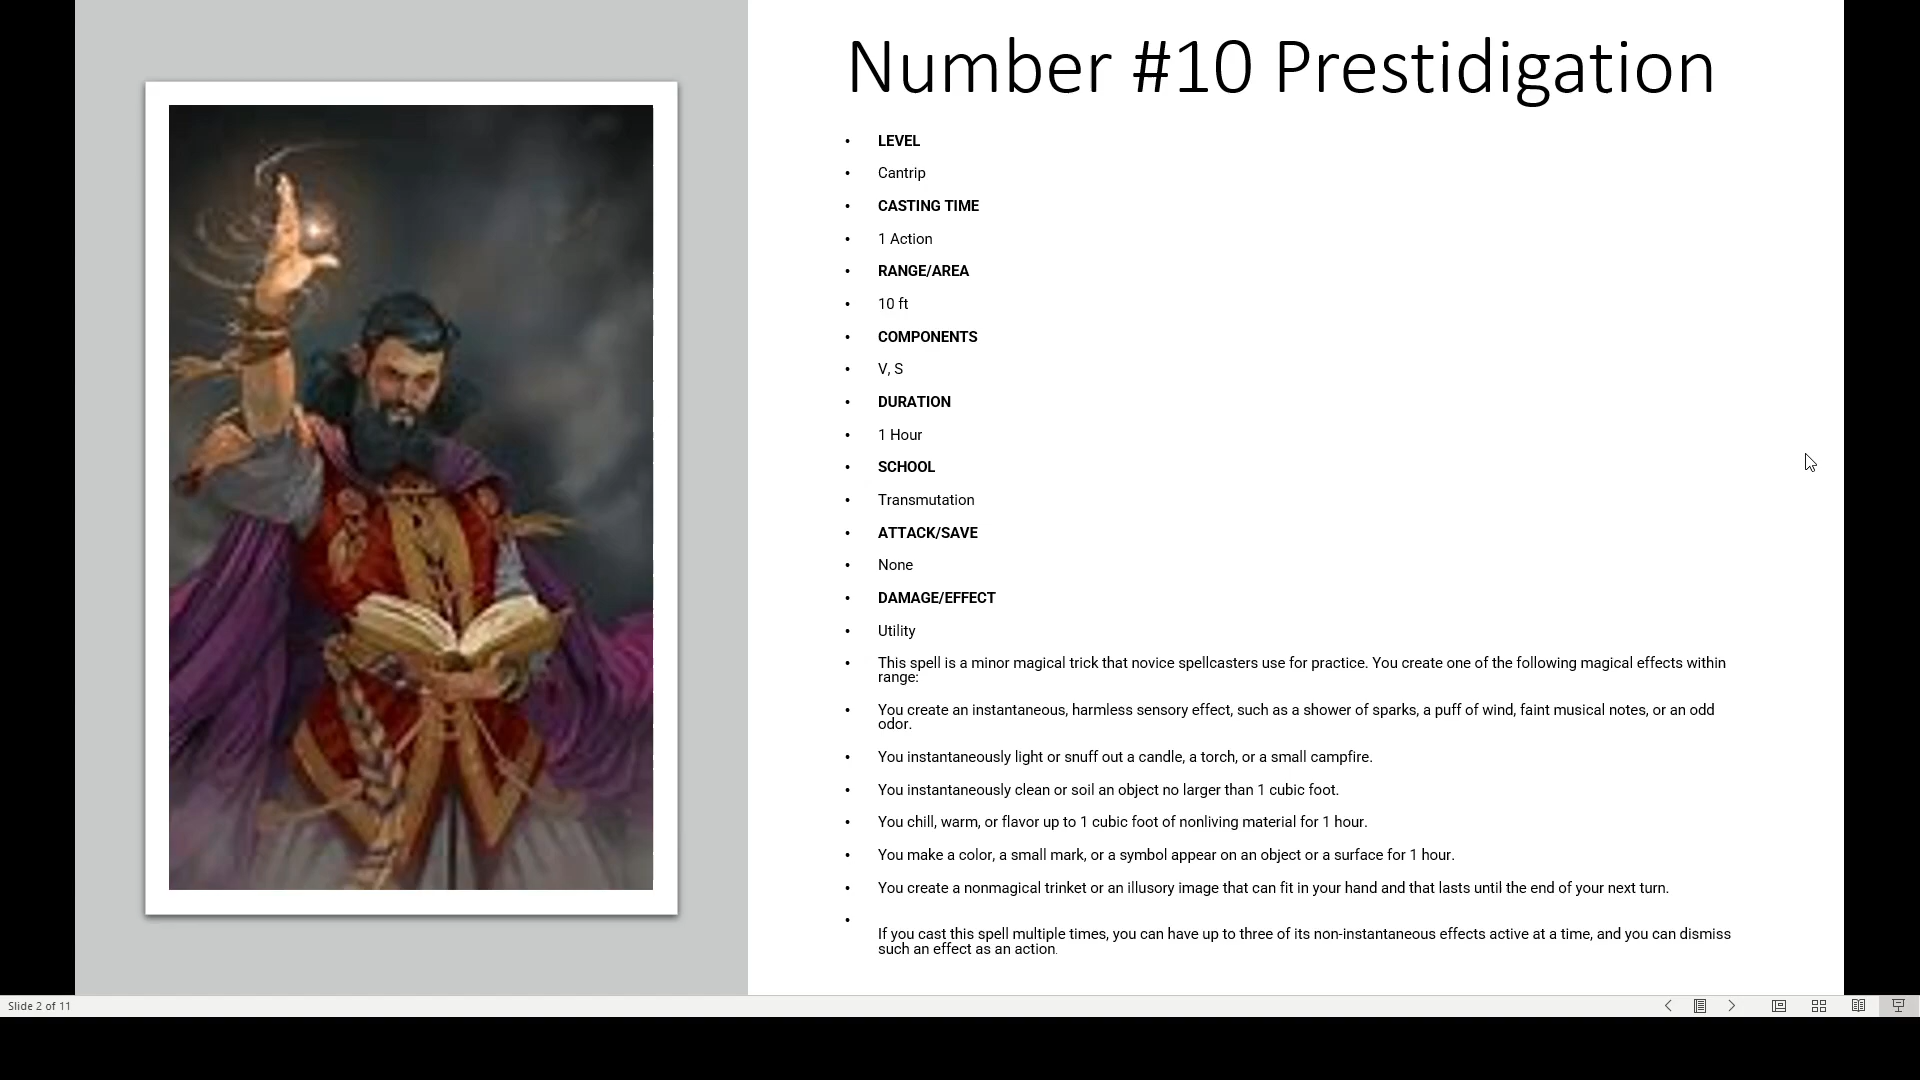 Number #10 Prestidigation
• LEVEL
• Cantrip
• CASTING TIME
• 1 Action
• RANGE/AREA
• 10 ft
• COMPONENTS
• V, S
• DURATION
• 1 Hour
• SCHOOL
• Transmutation
• ATTACK/SAVE
• None
• DAMAGE/EFFECT
• Utility
• This spell is a minor magical trick that novice spellcasters use for practice. You create one of the following magical effects within
range:
• You create an instantaneous, harmless sensory effect, such as a shower of sparks, a puff of wind, faint musical notes, or an odd
odor.
• You instantaneously light or snuff out a candle, a torch, or a small campfire.
• You instantaneously clean or soil an object no larger than 1 cubic foot.
• You chill, warm, or flavor up to 1 cubic foot of nonliving material for 1 hour.
• You make a color, a small mark, or a symbol appear on an object or a surface for 1 hour.
• You create a nonmagical trinket or an illusory image that can fit in your hand and that lasts until the end of your next turn.
•
If you cast this spell multiple times, you can have up to three of its non-instantaneous effects active at a time, and you can dismiss
such an effect as an action.
Slide 2 of 11